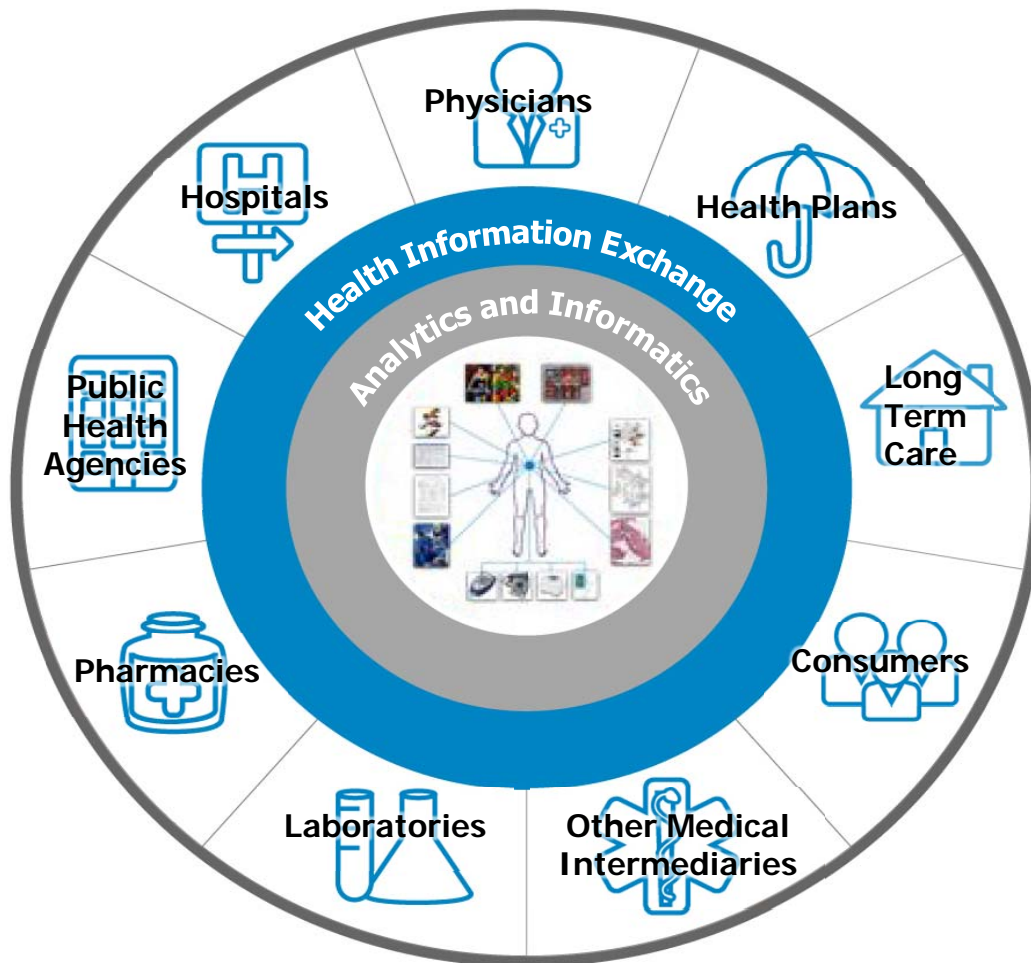 Physicians
Hospitals
H
Health Plans
Health Information Exchange
Analytics and Informatics
Public
Health
Agencies
Long
Term
Care
Pharmacies
Consumers
Laboratories
Other Medical
Intermediaries